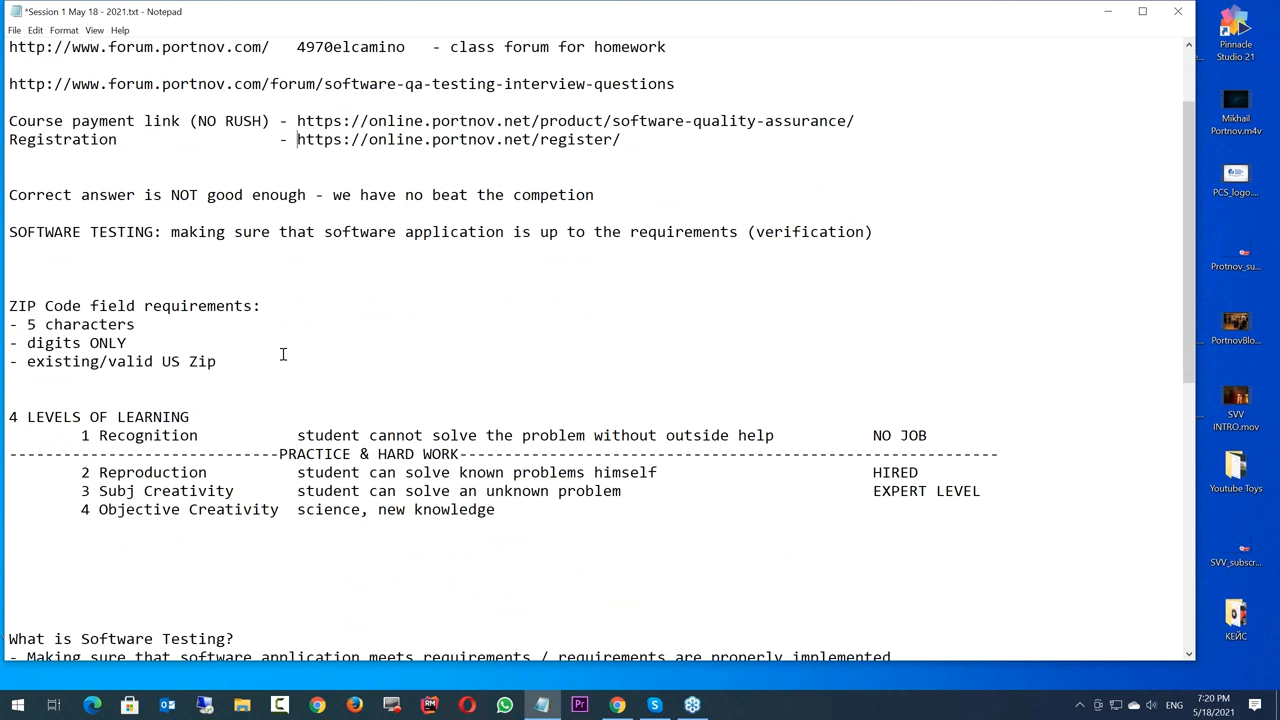 *Session 1 May 18 - 2021.txt - Notepad
File Edit Format View Help
http://www.forum.portnov.com/ 4970elcamino - class forum for homework
http://www.forum.portnov.com/forum/software-qa-testing-interview-questions
Course payment link (NO RUSH) - https://online.portnov.net/product/software-quality-assurance/
Registration - https://online.portnov.net/register/
Correct answer is NOT good enough - we have no beat the competion
SOFTWARE TESTING: making sure that software application is up to the requirements (verification)
ZIP Code field requirements:
- 5 characters
- digits ONLY
- existing/valid US Zip
4 LEVELS OF LEARNING
1 Recognition student cannot solve the problem without outside help NO JOB
------------------------------PRACTICE & HARD WORK------------------------------------------------------------
2 Reproduction student can solve known problems himself HIRED
3 Subj Creativity student can solve an unknown problem EXPERT LEVEL
4 Objective Creativity science, new knowledge
What is Software Testing?
- Making sure that software application meets requirements / requirements are properly implemented
Pinnacle
Studio 21
Mikhail
Portnov.m4v
PCS_logo....
Protnov_su...
PortnovBlo...
SVV
INTRO.mov
Youtube Toys
SVV_subscr...
КЕЙС
ENG
7:20 PM
5/18/2021